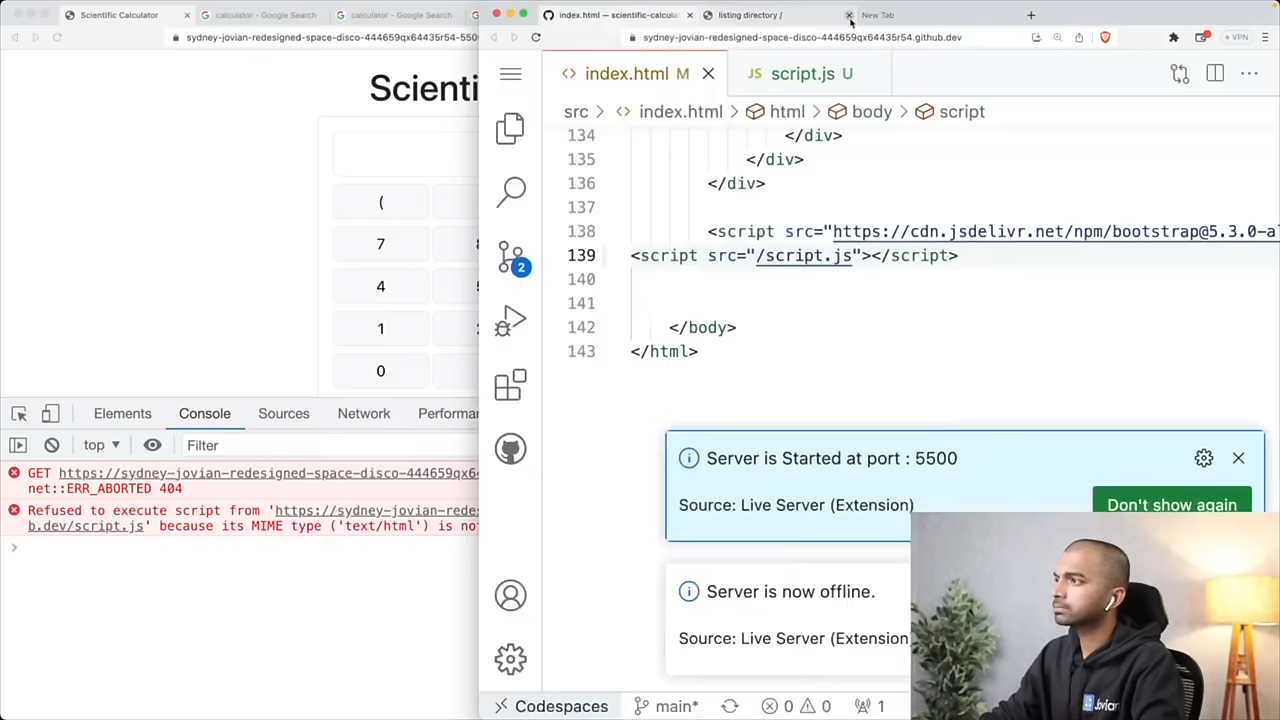 Scientific Calculator
calculator - Google Search
calculator - Google Search
sydney-jovian-redesigned-space-disco-444659qx64435r54-550
Scienti
(
7
4
1
0
Elements
Console
Sources
Network
Performa
top
Filter
GET https://sydney-jovian-redesigned-space-disco-444659qx6
net::ERR_ABORTED 404
Refused to execute script from 'https://sydney-jovian-redes
b.dev/script.js' because its MIME type ('text/html') is no
index.html — scientific-calcula
listing directory /
New Tab
sydney-jovian-redesigned-space-disco-444659qx64435r54.github.dev
VPN
index.html M
JS script.js U
src > index.html > html > body > script
134 </div>
135 </div>
136 </div>
137
138 <script src="https://cdn.jsdelivr.net/npm/bootstrap@5.3.0-al
139 <script src="/script.js"></script>
140
141
142 </body>
143 </html>
2
Server is Started at port : 5500
Source: Live Server (Extension)
Don't show again
Server is now offline.
Source: Live Server (Extension)
Codespaces
main*
0
0
1
Jovian